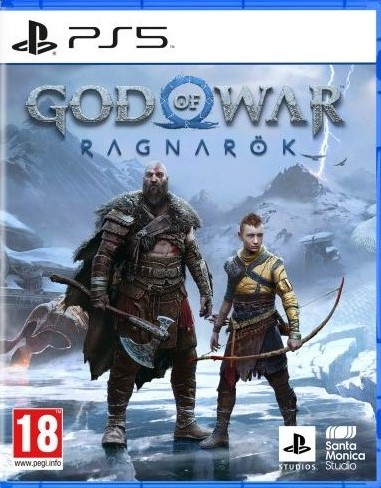 PS5
GOD OF WAR
RAGNARÖK
18
www.pegi.info
STUDIOS
Santa
Monica
Studio